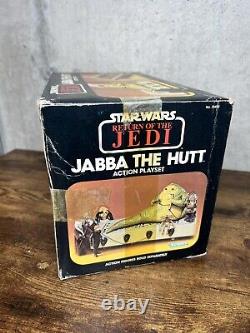 STAR WARS
RETURN OF THE
JEDI
JABBA THE HUTT
ACTION PLAYSET
ACTION FIGURES SOLD SEPARATELY
Kenner